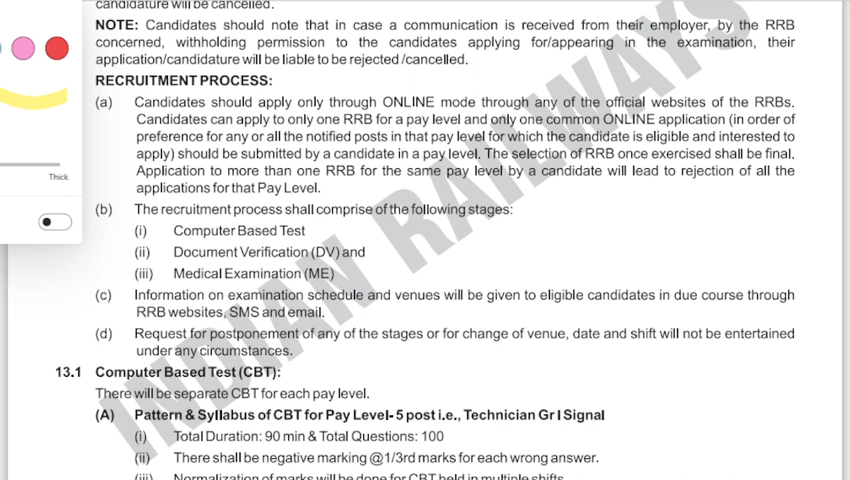 candidature will be cancelled.
NOTE: Candidates should note that in case a communication is received from their employer, by the RRB
concerned, withholding permission to the candidates applying for/appearing in the examination, their
application/candidature will be liable to be rejected /cancelled.
RECRUITMENT PROCESS:
(a) Candidates should apply only through ONLINE mode through any of the official websites of the RRBs.
Candidates can apply to only one RRB for a pay level and only one common ONLINE application (in order of
preference for any or all the notified posts in that pay level for which the candidate is eligible and interested to
apply) should be submitted by a candidate in a pay level. The selection of RRB once exercised shall be final.
Application to more than one RRB for the same pay level by a candidate will lead to rejection of all the
applications for that Pay Level.
Thick
(b) The recruitment process shall comprise of the following stages:
(i) Computer Based Test
(ii) Document Verification (DV) and
(iii) Medical Examination (ME)
(c) Information on examination schedule and venues will be given to eligible candidates in due course through
RRB websites, SMS and email.
(d) Request for postponement of any of the stages or for change of venue, date and shift will not be entertained
under any circumstances.
13.1 Computer Based Test (CBT):
There will be separate CBT for each pay level.
(A) Pattern & Syllabus of CBT for Pay Level- 5 post i.e., Technician Gr I Signal
(i) Total Duration: 90 min & Total Questions: 100
(ii) There shall be negative marking @1/3rd marks for each wrong answer.
(iii) Normalization of marks will be done for CBT held in multiple shifts.
INDIAN RAILWAYS